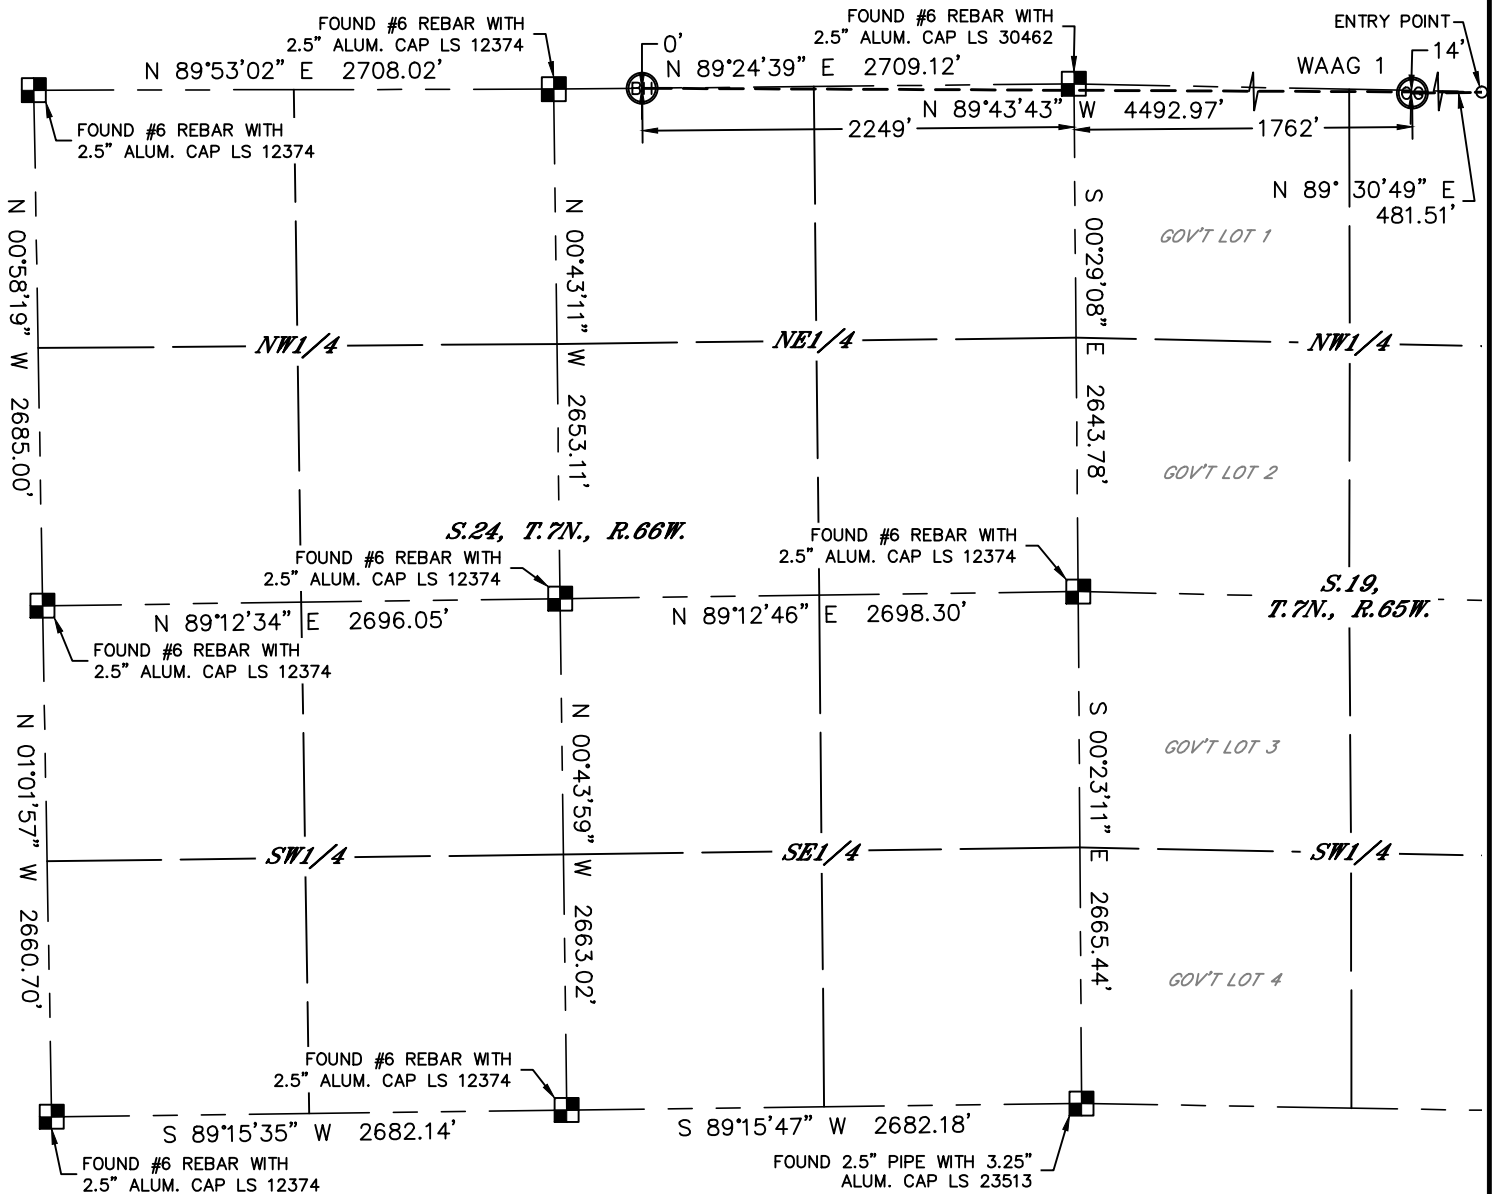 FOUND #6 REBAR WITH
2.5" ALUM. CAP LS 12374
FOUND #6 REBAR WITH
2.5" ALUM. CAP LS 30462
ENTRY POINT
0'
14'
N 89°53'02" E 2708.02'
N 89°24'39" E 2709.12'
WAAG 1
BH
N 89°43'43" W 4492.97'
2249'
1762'
FOUND #6 REBAR WITH
2.5" ALUM. CAP LS 12374
N 89° 30'49" E
481.51'
N 00°58'19" W 2685.00'
N 00°43'11" W 2653.11'
S 00°29'08" E 2643.78'
GOV'T LOT 1
NW1/4
NE1/4
NW1/4
GOV'T LOT 2
S.24, T.7N., R.66W.
FOUND #6 REBAR WITH
2.5" ALUM. CAP LS 12374
FOUND #6 REBAR WITH
2.5" ALUM. CAP LS 12374
S.19,
T.7N., R.65W.
N 89°12'34" E 2696.05'
N 89°12'46" E 2698.30'
FOUND #6 REBAR WITH
2.5" ALUM. CAP LS 12374
N 01°01'57" W 2660.70'
N 00°43'59" W 2663.02'
S 00°23'11" E 2665.44'
GOV'T LOT 3
SW1/4
SE1/4
SW1/4
GOV'T LOT 4
FOUND #6 REBAR WITH
2.5" ALUM. CAP LS 12374
S 89°15'35" W 2682.14'
S 89°15'47" W 2682.18'
FOUND #6 REBAR WITH
2.5" ALUM. CAP LS 12374
FOUND 2.5" PIPE WITH 3.25"
ALUM. CAP LS 23513